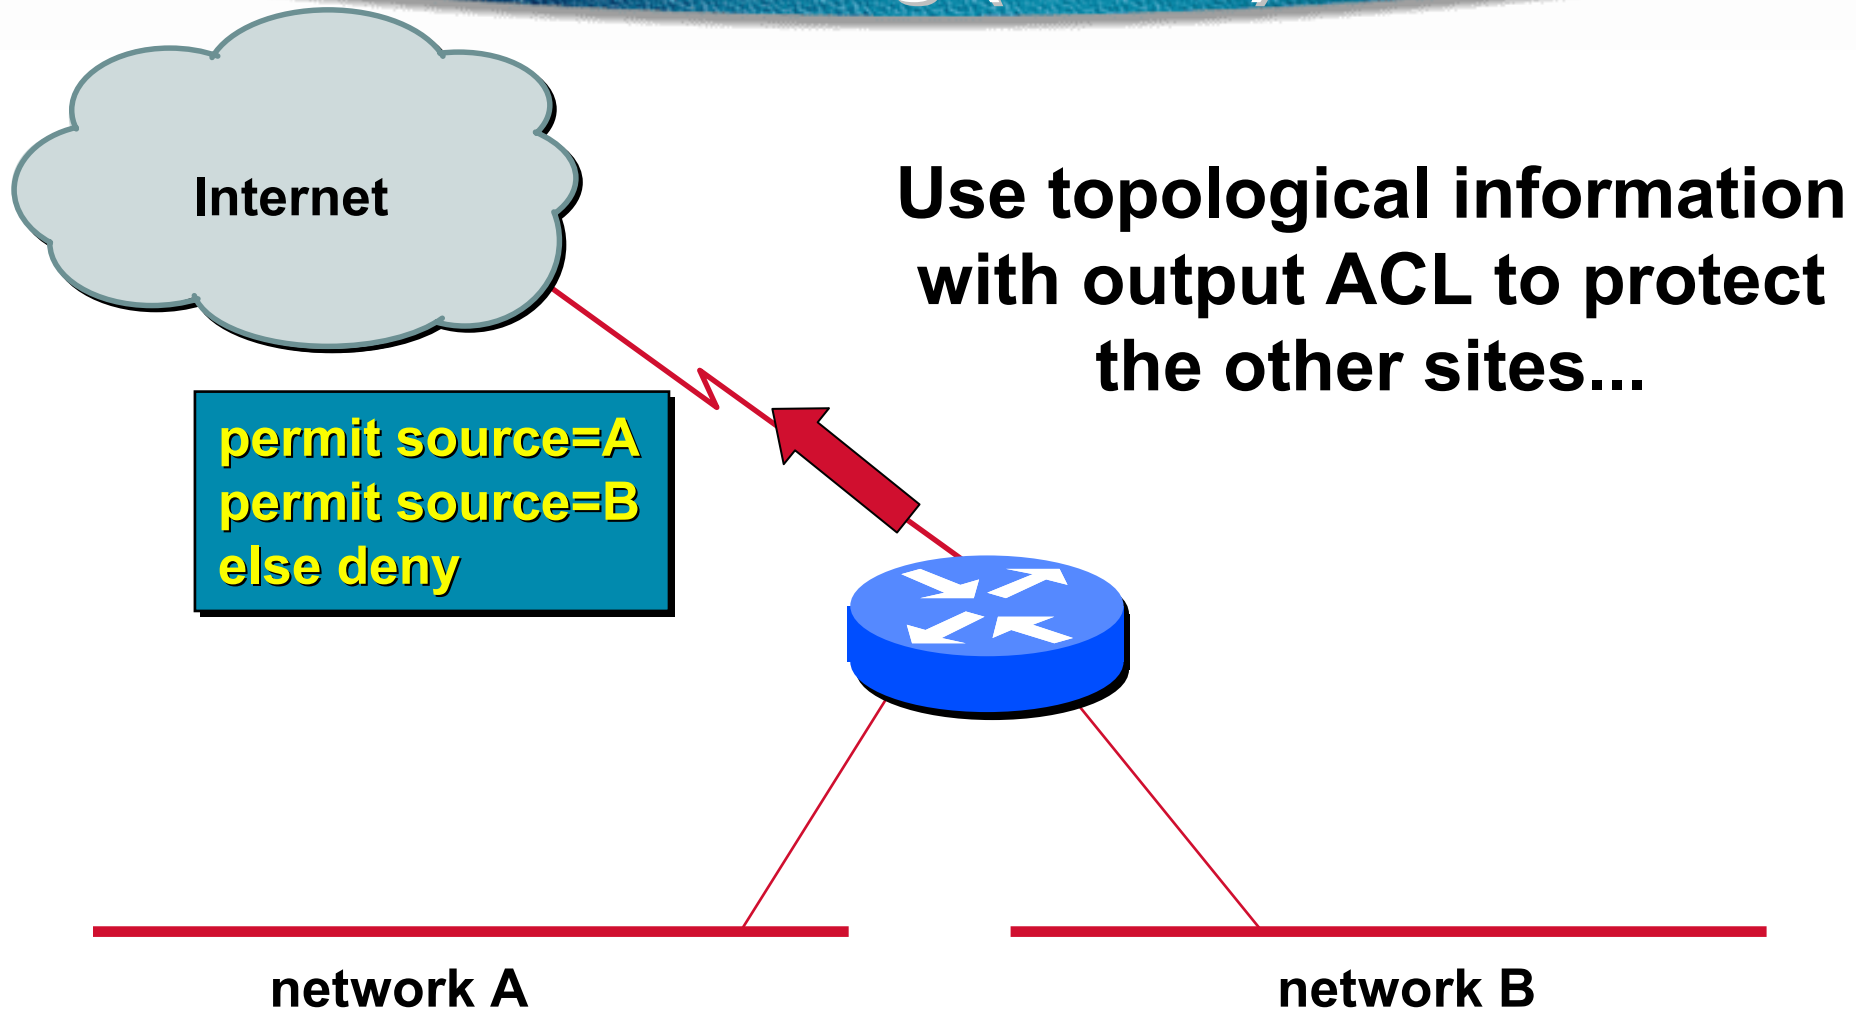 Internet
Use topological information
with output ACL to protect
the other sites...
permit source=A
permit source=B
else deny
network A
network B